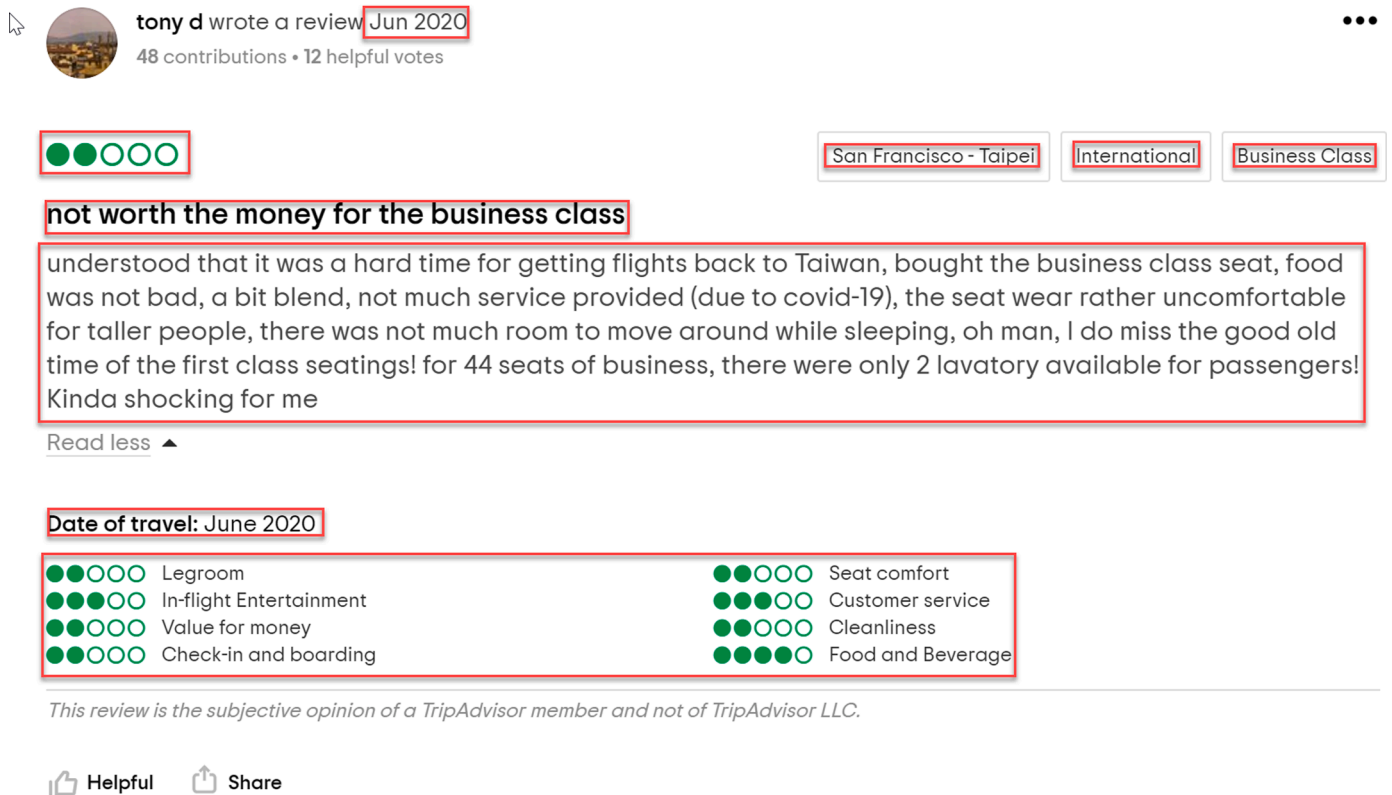 tony d wrote a review Jun 2020
48 contributions • 12 helpful votes
San Francisco - Taipei
International
Business Class
not worth the money for the business class
understood that it was a hard time for getting flights back to Taiwan, bought the business class seat, food
was not bad, a bit blend, not much service provided (due to covid-19), the seat wear rather uncomfortable
for taller people, there was not much room to move around while sleeping, oh man, I do miss the good old
time of the first class seatings! for 44 seats of business, there were only 2 lavatory available for passengers!
Kinda shocking for me
Read less
Date of travel: June 2020
Legroom
Seat comfort
In-flight Entertainment
Customer service
Value for money
Cleanliness
Check-in and boarding
Food and Beverage
This review is the subjective opinion of a TripAdvisor member and not of TripAdvisor LLC.
Helpful
Share